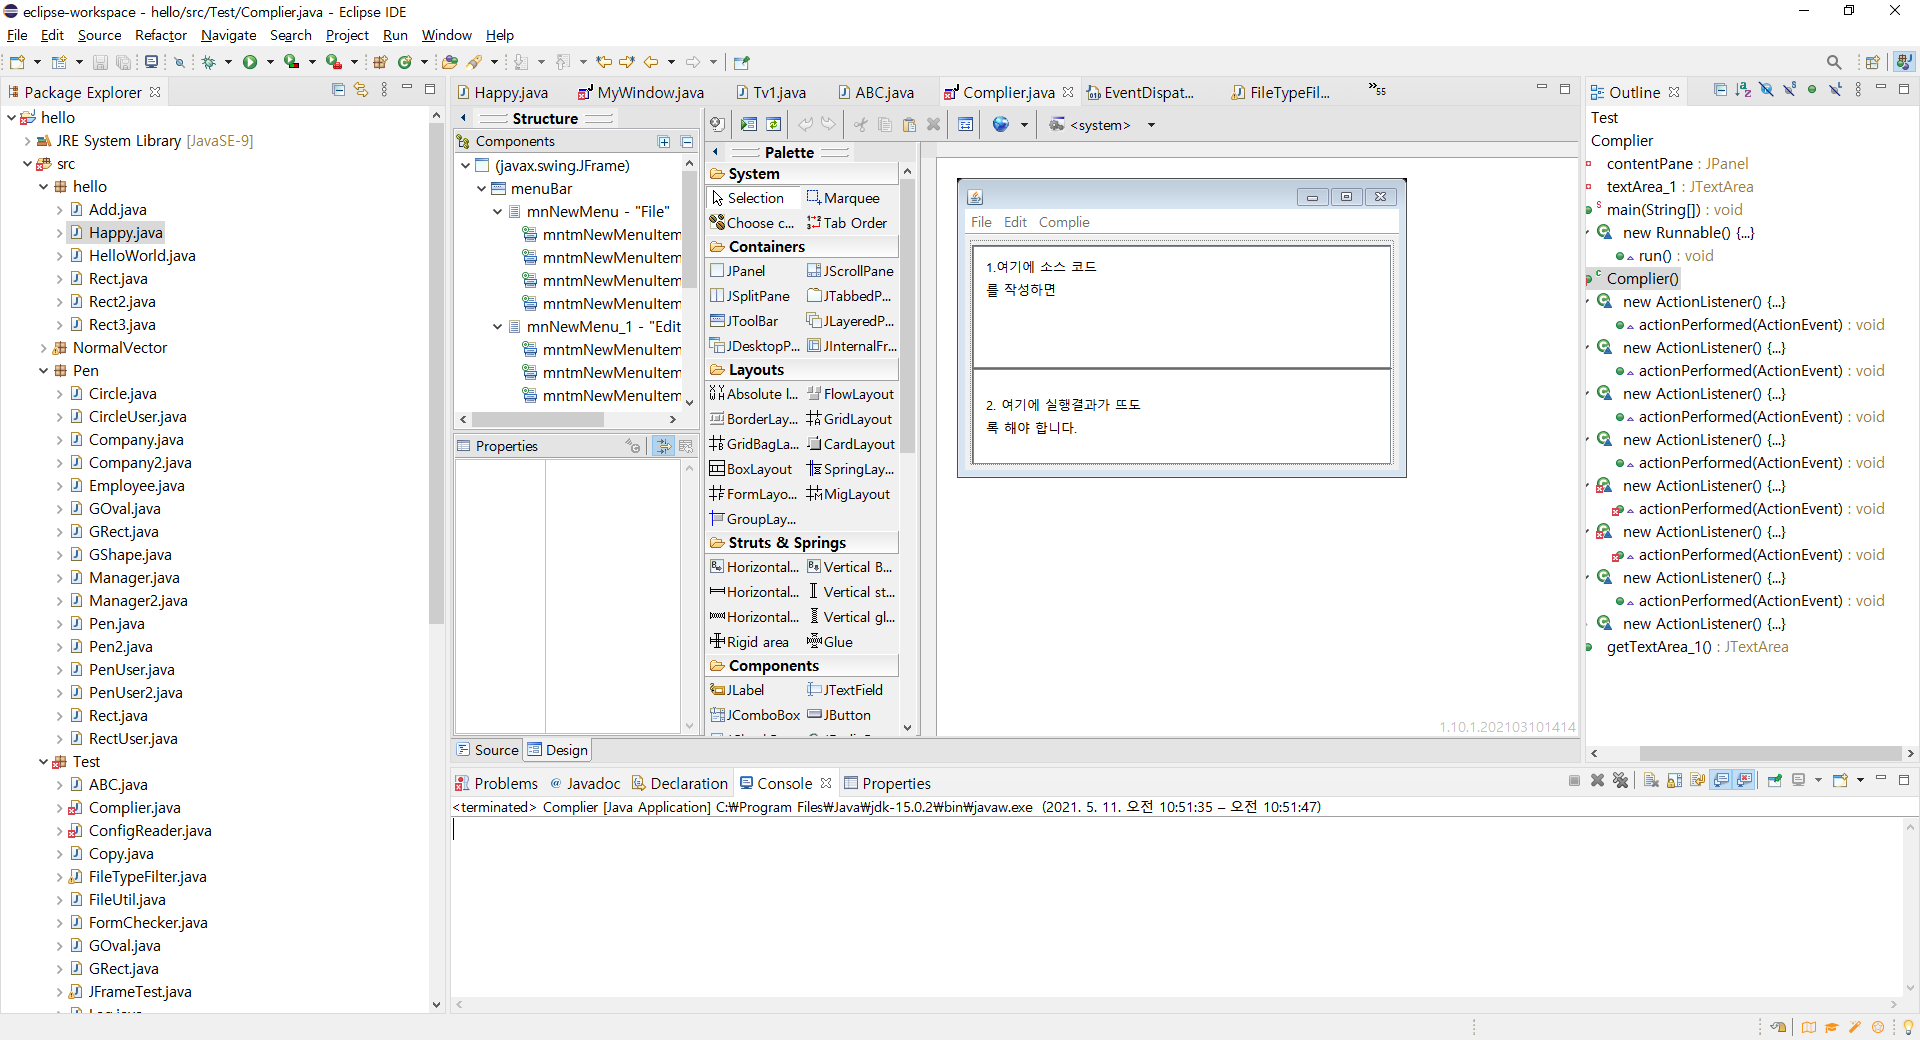 eclipse-workspace - hello/src/Test/Complier.java - Eclipse IDE
File Edit Source Refactor Navigate Search Project Run Window Help
Package Explorer
hello
JRE System Library [JavaSE-9]
src
hello
Add.java
Happy.java
HelloWorld.java
Rect.java
Rect2.java
Rect3.java
NormalVector
Pen
Circle.java
CircleUser.java
Company.java
Company2.java
Employee.java
GOval.java
GRect.java
GShape.java
Manager.java
Manager2.java
Pen.java
Pen2.java
PenUser.java
PenUser2.java
Rect.java
RectUser.java
Test
ABC.java
Complier.java
ConfigReader.java
Copy.java
FileTypeFilter.java
FileUtil.java
FormChecker.java
GOval.java
GRect.java
JFrameTest.java
Happy.java MyWindow.java Tv1.java ABC.java Complier.java EventDispat... FileTypeFil... »55
Structure
Components
(javax.swing.JFrame)
menuBar
mnNewMenu - "File"
mntmNewMenuItem
mntmNewMenuItem
mntmNewMenuItem
mntmNewMenuItem
mnNewMenu_1 - "Edit
mntmNewMenuItem
mntmNewMenuItem
mntmNewMenuItem
Properties
<system>
Palette
System
Selection Marquee
Choose c... Tab Order
Containers
JPanel JScrollPane
JSplitPane JTabbedP...
JToolBar JLayeredP...
JDesktopP... JInternalFr...
Layouts
Absolute l... FlowLayout
BorderLay... GridLayout
GridBagLa... CardLayout
BoxLayout SpringLay...
FormLayo... MigLayout
GroupLay...
Struts & Springs
Horizontal... Vertical B...
Horizontal... Vertical st...
Horizontal... Vertical gl...
Rigid area Glue
Components
JLabel JTextField
JComboBox JButton
File Edit Complie
1.여기에 소스 코드
를 작성하면
2. 여기에 실행결과가 뜨도
록 해야 합니다.
1.10.1.202103101414
Source Design
Outline
Test
Complier
contentPane : JPanel
textArea_1 : JTextArea
main(String[]) : void
new Runnable() {...}
run() : void
Complier()
new ActionListener() {...}
actionPerformed(ActionEvent) : void
new ActionListener() {...}
actionPerformed(ActionEvent) : void
new ActionListener() {...}
actionPerformed(ActionEvent) : void
new ActionListener() {...}
actionPerformed(ActionEvent) : void
new ActionListener() {...}
actionPerformed(ActionEvent) : void
new ActionListener() {...}
actionPerformed(ActionEvent) : void
new ActionListener() {...}
actionPerformed(ActionEvent) : void
new ActionListener() {...}
getTextArea_1() : JTextArea
Problems @ Javadoc Declaration Console Properties
<terminated> Complier [Java Application] C:₩Program Files₩Java₩jdk-15.0.2₩bin₩javaw.exe (2021. 5. 11. 오전 10:51:35 – 오전 10:51:47)